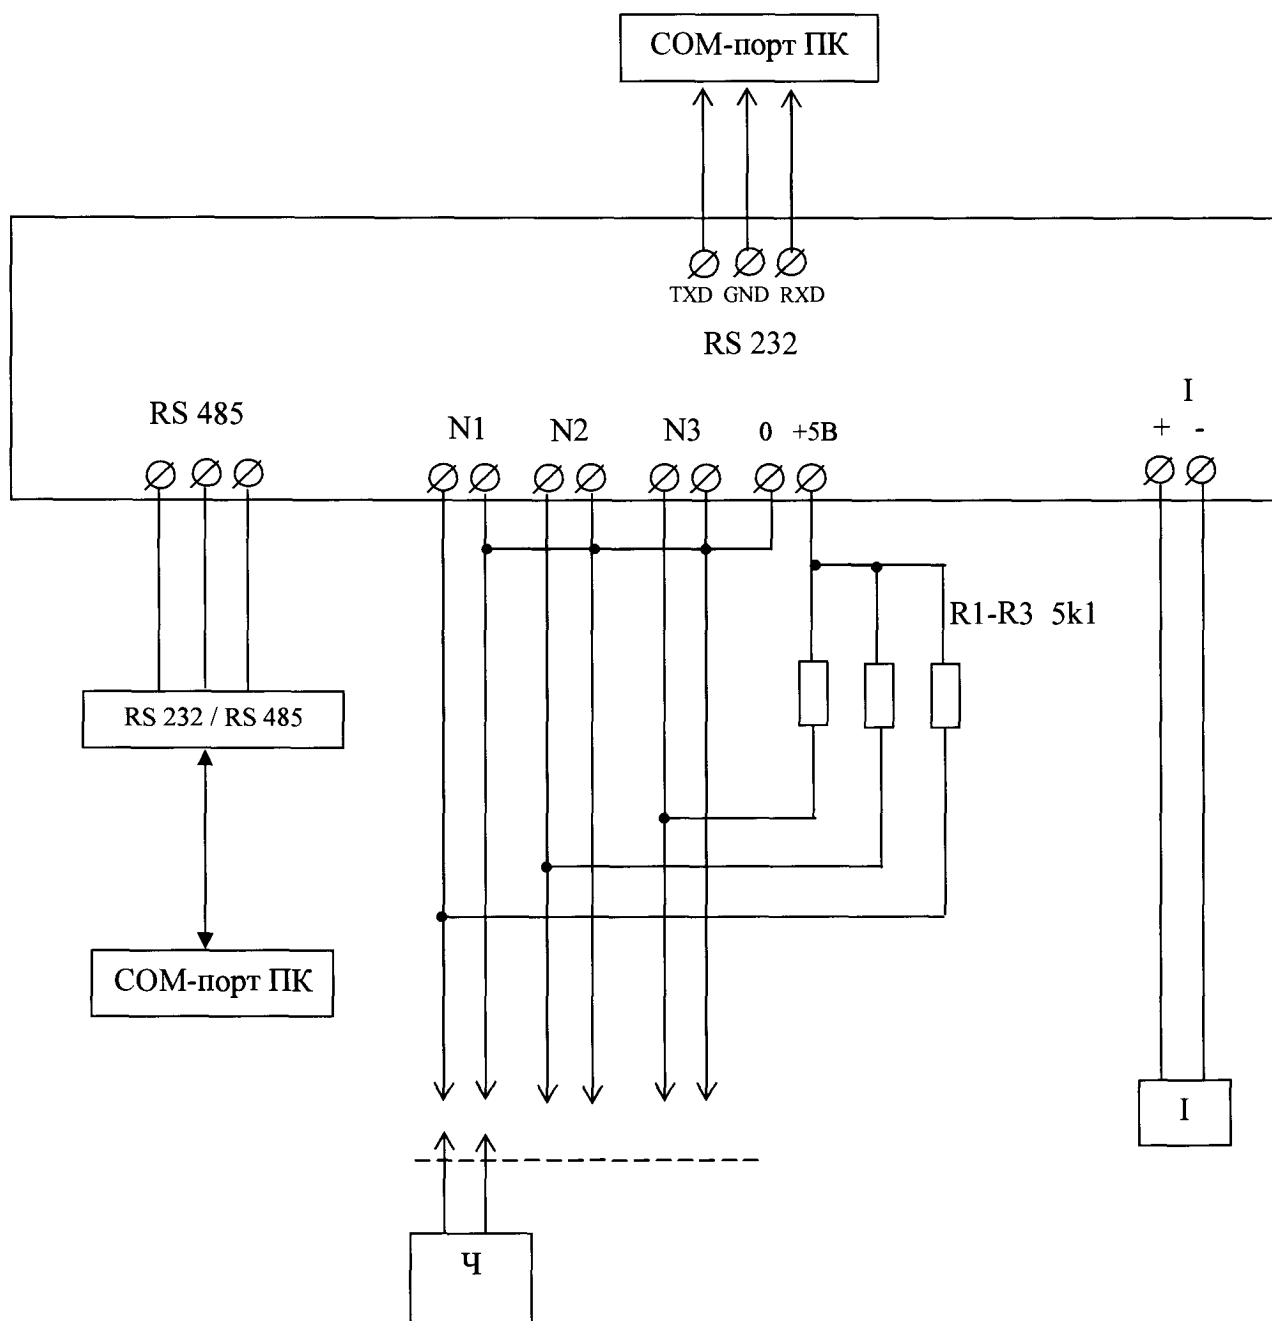 COM-порт ПК
TXD GND RXD
RS 232
I
+ -
RS 485
N1 N2 N3 0 +5В
R1-R3 5k1
RS 232 / RS 485
COM-порт ПК
I
Ч